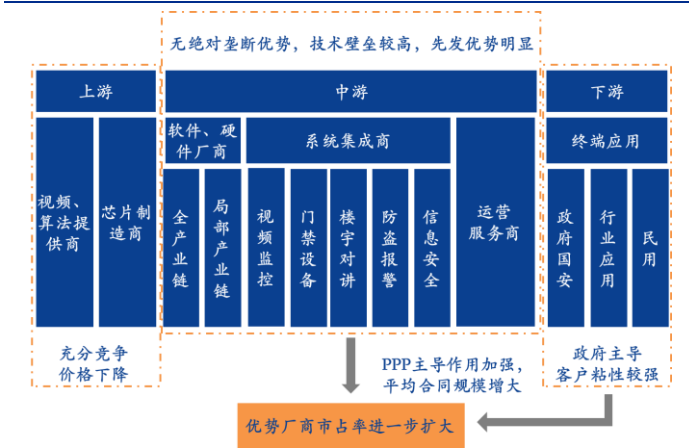 无绝对垄断优势，技术壁垒较高，先发优势明显
上游
中游
下游
视频、
算法提
供商
芯片制
造商
软件、硬
件厂商
全产业链
局部产业链
系统集成商
视频监控
门禁设备
楼宇对讲
防盗报警
信息安全
运营
服务商
终端应用
政府国安
行业应用
民用
充分竞争
价格下降
PPP主导作用加强，
平均合同规模增大
政府主导
客户粘性较强
优势厂商市占率进一步扩大